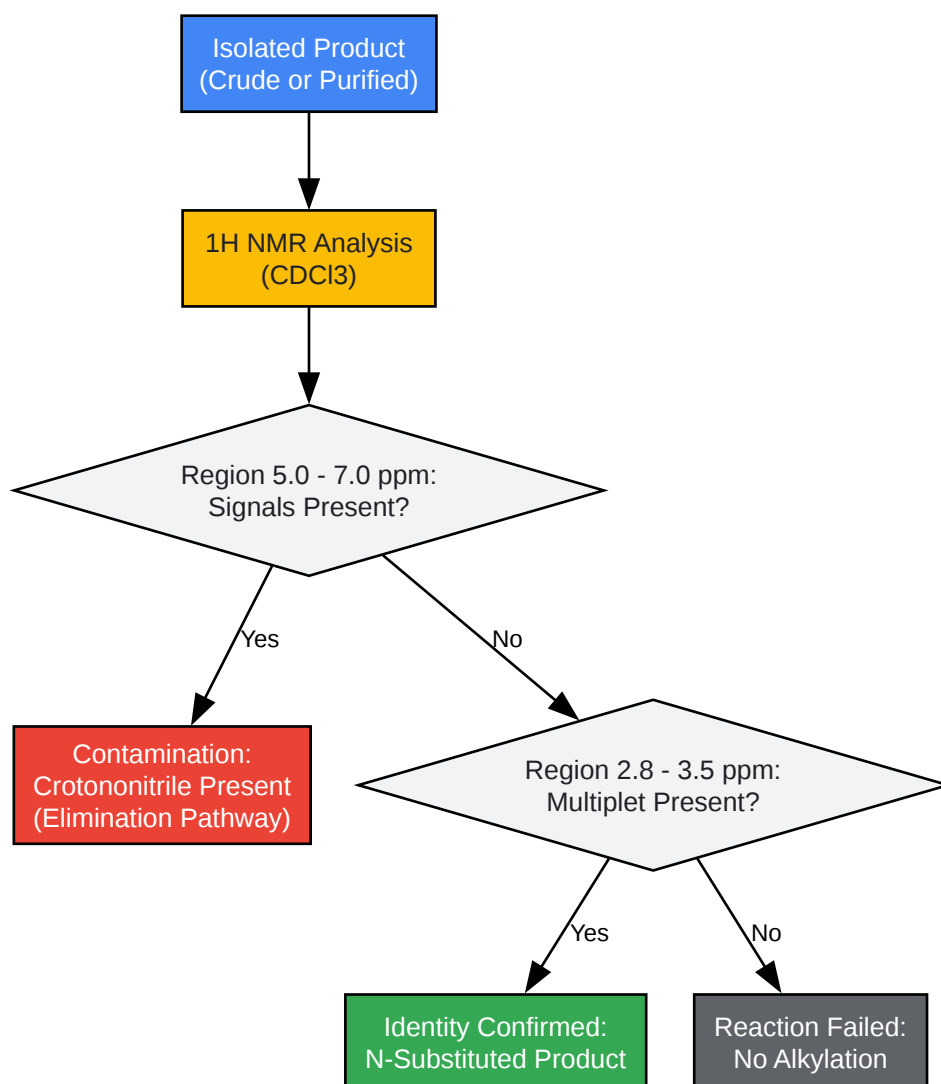 Isolated Product
(Crude or Purified)
1H NMR Analysis
(CDCl3)
Region 5.0 - 7.0 ppm:
Signals Present?
Yes
No
Contamination:
Crotononitrile Present
(Elimination Pathway)
Region 2.8 - 3.5 ppm:
Multiplet Present?
Yes
No
Identity Confirmed:
N-Substituted Product
Reaction Failed:
No Alkylation